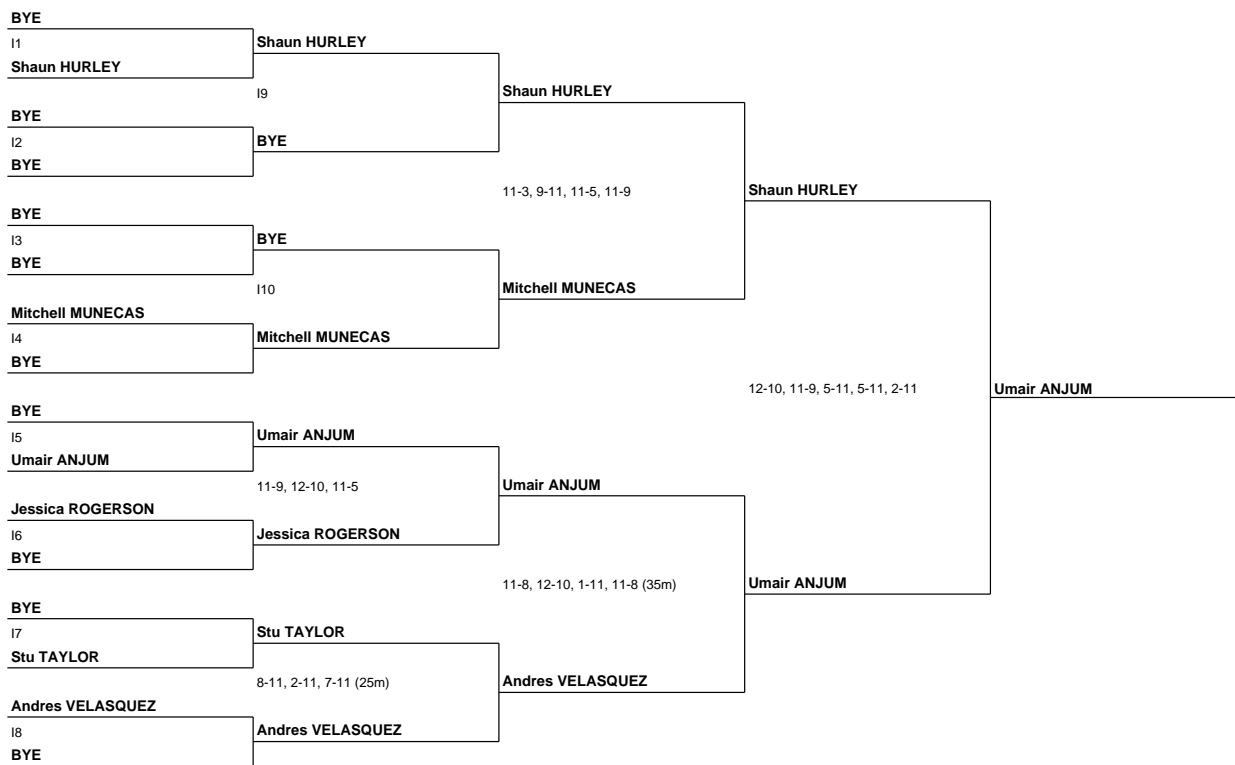 BYE
I1
Shaun HURLEY
BYE
I2
BYE
BYE
I3
BYE
Mitchell MUNECAS
I4
BYE
BYE
I5
Umair ANJUM
Jessica ROGERSON
I6
BYE
BYE
I7
Stu TAYLOR
Andres VELASQUEZ
I8
BYE
Shaun HURLEY
I9
BYE
BYE
I10
Mitchell MUNECAS
Umair ANJUM
11-9, 12-10, 11-5
Jessica ROGERSON
Stu TAYLOR
8-11, 2-11, 7-11 (25m)
Andres VELASQUEZ
Shaun HURLEY
11-3, 9-11, 11-5, 11-9
Mitchell MUNECAS
Umair ANJUM
11-8, 12-10, 1-11, 11-8 (35m)
Andres VELASQUEZ
Shaun HURLEY
12-10, 11-9, 5-11, 5-11, 2-11
Umair ANJUM
Umair ANJUM